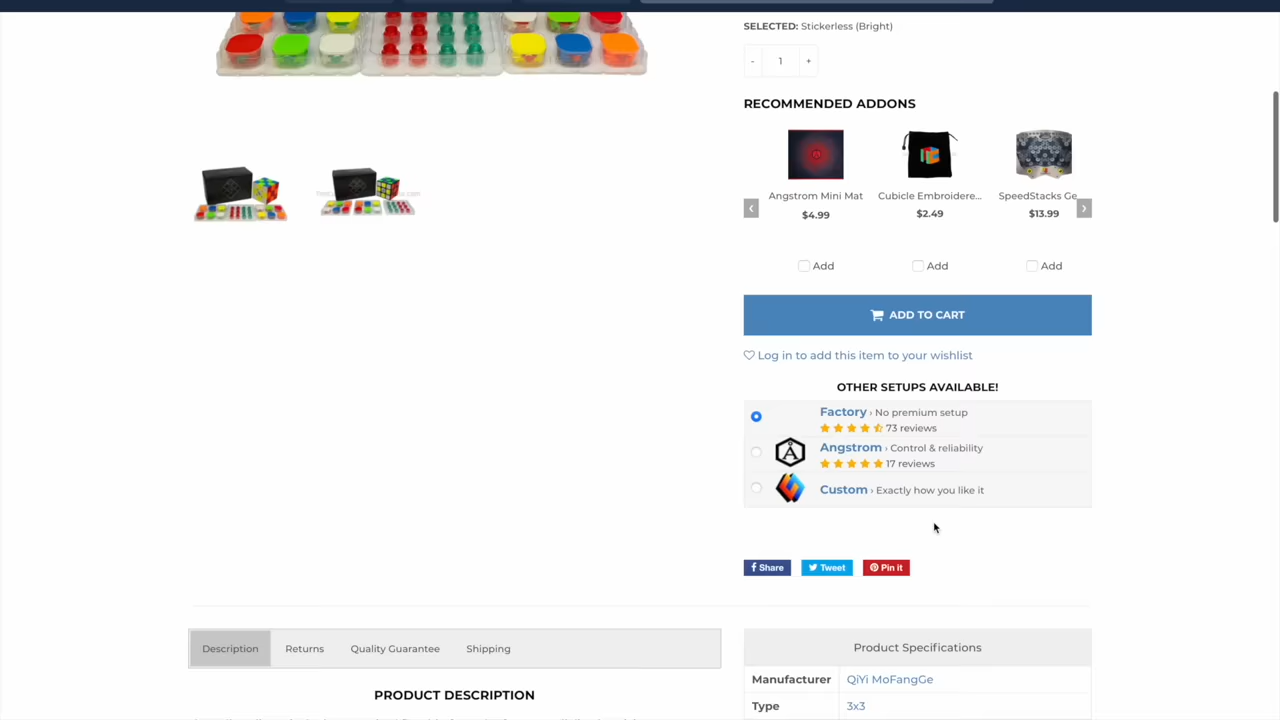 SELECTED: Stickerless (Bright)
- 1 +
RECOMMENDED ADDONS
Angstrom Mini Mat
$4.99
Cubicle Embroidere...
$2.49
SpeedStacks Ge
$13.99
‹ ›
Add
Add
Add
ADD TO CART
Log in to add this item to your wishlist
OTHER SETUPS AVAILABLE!
Factory › No premium setup
73 reviews
Angstrom › Control & reliability
17 reviews
Custom › Exactly how you like it
Share
Tweet
Pin it
Description
Returns
Quality Guarantee
Shipping
PRODUCT DESCRIPTION
Product Specifications
Manufacturer QiYi MoFangGe
Type 3x3